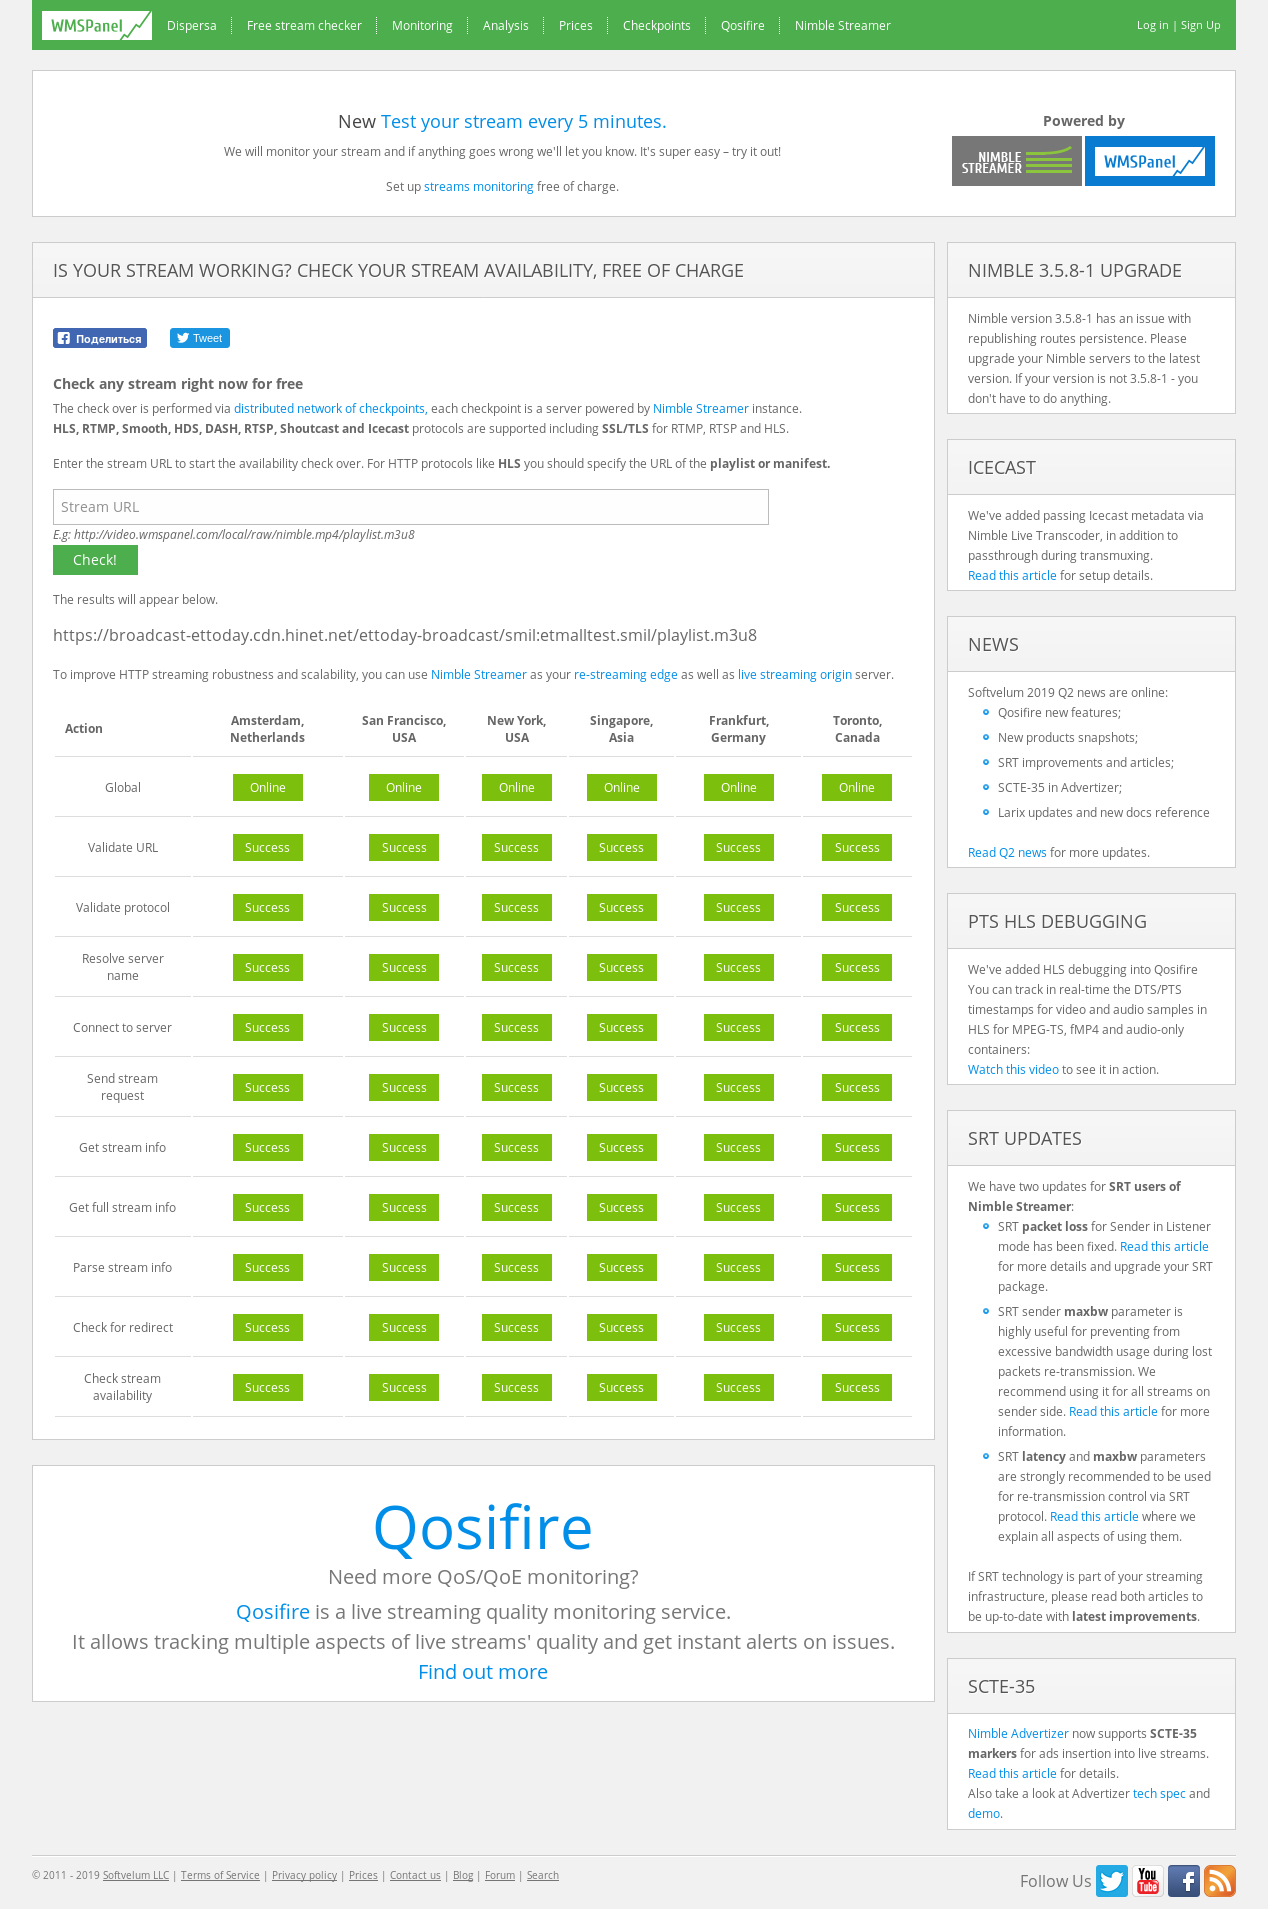 WMSPanel Dispersa Free stream checker Monitoring Analysis Prices Checkpoints Qosifire Nimble Streamer Log in | Sign Up
New Test your stream every 5 minutes.
We will monitor your stream and if anything goes wrong we'll let you know. It's super easy – try it out!
Set up streams monitoring free of charge.
Powered by
NIMBLE STREAMER WMSPanel
IS YOUR STREAM WORKING? CHECK YOUR STREAM AVAILABILITY, FREE OF CHARGE
Поделиться Tweet
Check any stream right now for free
The check over is performed via distributed network of checkpoints, each checkpoint is a server powered by Nimble Streamer instance.
HLS, RTMP, Smooth, HDS, DASH, RTSP, Shoutcast and Icecast protocols are supported including SSL/TLS for RTMP, RTSP and HLS.
Enter the stream URL to start the availability check over. For HTTP protocols like HLS you should specify the URL of the playlist or manifest.
Stream URL
E.g: http://video.wmspanel.com/local/raw/nimble.mp4/playlist.m3u8
Check!
The results will appear below.
https://broadcast-ettoday.cdn.hinet.net/ettoday-broadcast/smil:etmalltest.smil/playlist.m3u8
To improve HTTP streaming robustness and scalability, you can use Nimble Streamer as your re-streaming edge as well as live streaming origin server.
Action Amsterdam, Netherlands San Francisco, USA New York, USA Singapore, Asia Frankfurt, Germany Toronto, Canada
Global Online Online Online Online Online Online
Validate URL Success Success Success Success Success Success
Validate protocol Success Success Success Success Success Success
Resolve server name Success Success Success Success Success Success
Connect to server Success Success Success Success Success Success
Send stream request Success Success Success Success Success Success
Get stream info Success Success Success Success Success Success
Get full stream info Success Success Success Success Success Success
Parse stream info Success Success Success Success Success Success
Check for redirect Success Success Success Success Success Success
Check stream availability Success Success Success Success Success Success
Qosifire
Need more QoS/QoE monitoring?
Qosifire is a live streaming quality monitoring service.
It allows tracking multiple aspects of live streams' quality and get instant alerts on issues.
Find out more
NIMBLE 3.5.8-1 UPGRADE
Nimble version 3.5.8-1 has an issue with
republishing routes persistence. Please
upgrade your Nimble servers to the latest
version. If your version is not 3.5.8-1 - you
don't have to do anything.
ICECAST
We've added passing Icecast metadata via
Nimble Live Transcoder, in addition to
passthrough during transmuxing.
Read this article for setup details.
NEWS
Softvelum 2019 Q2 news are online:
Qosifire new features;
New products snapshots;
SRT improvements and articles;
SCTE-35 in Advertizer;
Larix updates and new docs reference
Read Q2 news for more updates.
PTS HLS DEBUGGING
We've added HLS debugging into Qosifire
You can track in real-time the DTS/PTS
timestamps for video and audio samples in
HLS for MPEG-TS, fMP4 and audio-only
containers:
Watch this video to see it in action.
SRT UPDATES
We have two updates for SRT users of
Nimble Streamer:
SRT packet loss for Sender in Listener
mode has been fixed. Read this article
for more details and upgrade your SRT
package.
SRT sender maxbw parameter is
highly useful for preventing from
excessive bandwidth usage during lost
packets re-transmission. We
recommend using it for all streams on
sender side. Read this article for more
information.
SRT latency and maxbw parameters
are strongly recommended to be used
for re-transmission control via SRT
protocol. Read this article where we
explain all aspects of using them.
If SRT technology is part of your streaming
infrastructure, please read both articles to
be up-to-date with latest improvements.
SCTE-35
Nimble Advertizer now supports SCTE-35
markers for ads insertion into live streams.
Read this article for details.
Also take a look at Advertizer tech spec and
demo.
© 2011 - 2019 Softvelum LLC | Terms of Service | Privacy policy | Prices | Contact us | Blog | Forum | Search
Follow Us You Tube f